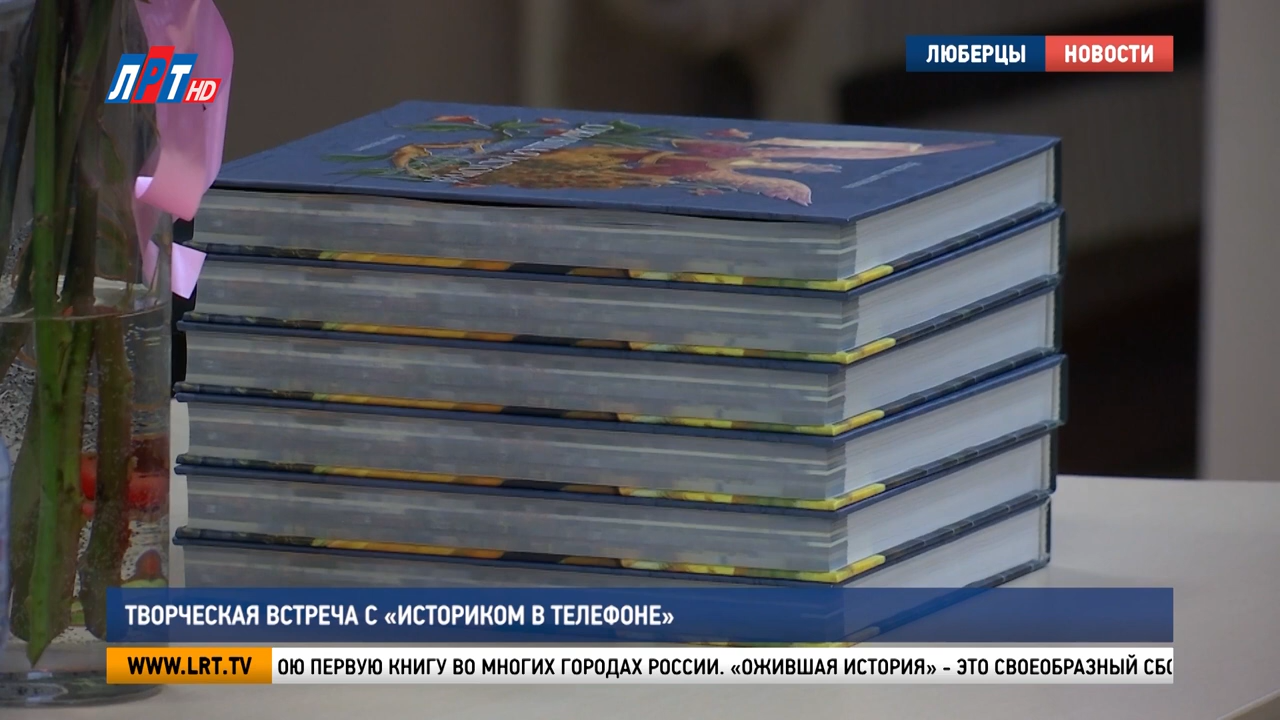 ЛРТ HD
ЛЮБЕРЦЫ НОВОСТИ
ТВОРЧЕСКАЯ ВСТРЕЧА С «ИСТОРИКОМ В ТЕЛЕФОНЕ»
WWW.LRT.TV ОЮ ПЕРВУЮ КНИГУ ВО МНОГИХ ГОРОДАХ РОССИИ. «ОЖИВШАЯ ИСТОРИЯ» - ЭТО СВОЕОБРАЗНЫЙ СБО